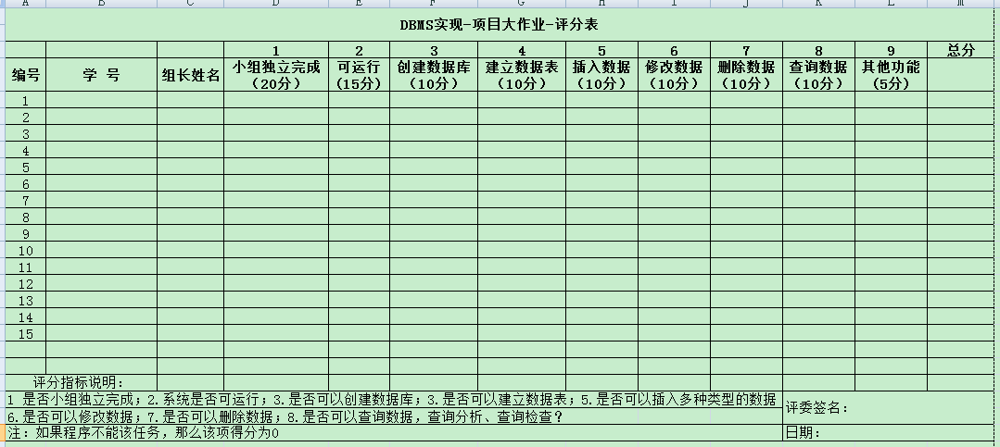 A B C D E F G H I J K L M
DBMS实现-项目大作业-评分表
1 2 3 4 5 6 7 8 9 总分
编号 学 号 组长姓名 小组独立完成 可运行 创建数据库 建立数据表 插入数据 修改数据 删除数据 查询数据 其他功能
(20分) (15分) (10分) (10分) (10分) (10分) (10分) (10分) (5分)
1
2
3
4
5
6
7
8
9
10
11
12
13
14
15
评分指标说明：
1 是否小组独立完成；2.系统是否可运行；3.是否可以创建数据库；3.是否可以建立数据表；5.是否可以插入多种类型的数据
6.是否可以修改数据；7.是否可以删除数据；8.是否可以查询数据，查询分析、查询检查？
评委签名：
注：如果程序不能该任务，那么该项得分为0
日期：